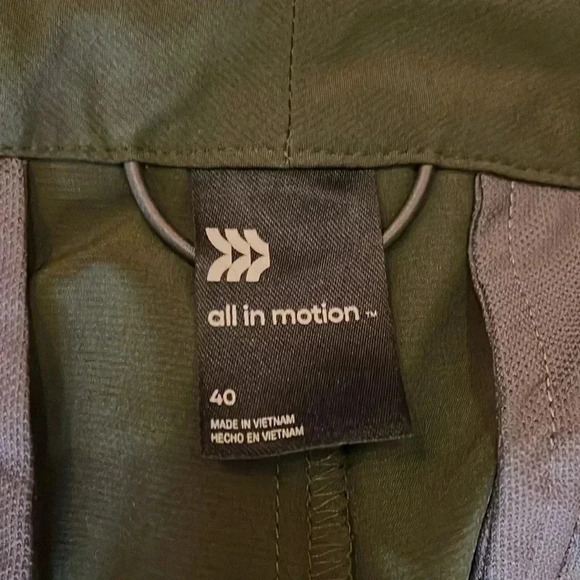 all in motion™
40
MADE IN VIETNAM
HECHO EN VIETNAM